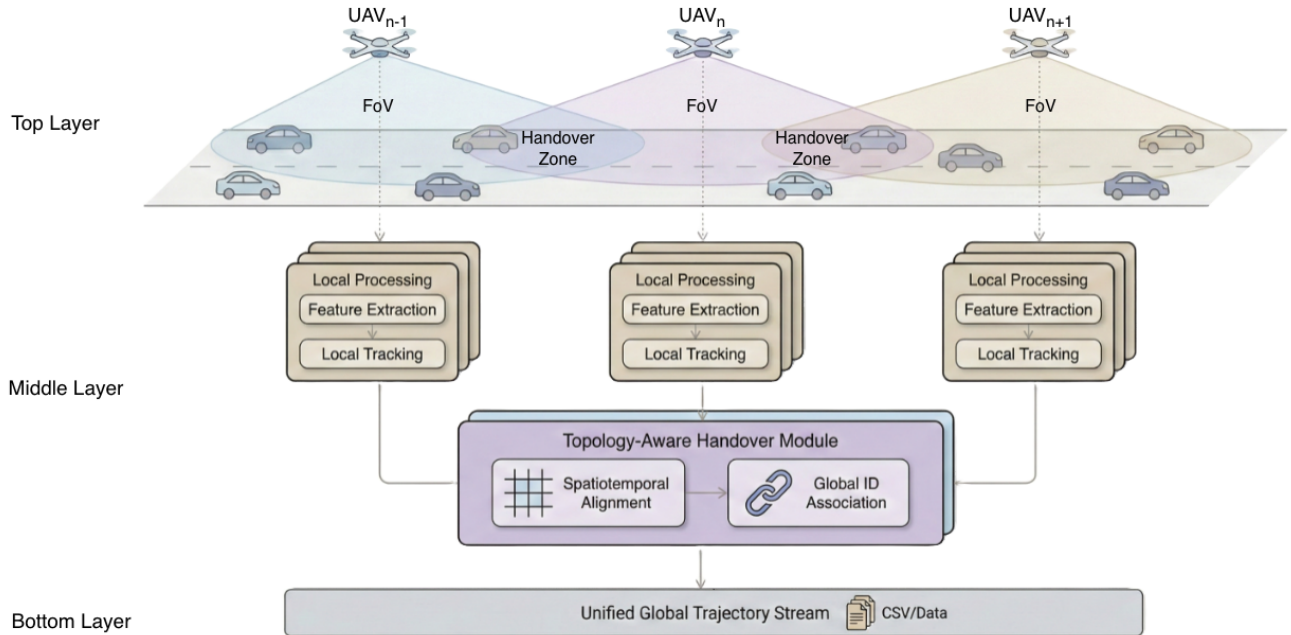 UAVn-1
UAVn
UAVn+1
Top Layer
FoV
FoV
FoV
Handover
Zone
Handover
Zone
Local Processing
Feature Extraction
Local Tracking
Local Processing
Feature Extraction
Local Tracking
Local Processing
Feature Extraction
Local Tracking
Middle Layer
Topology-Aware Handover Module
Spatiotemporal
Alignment
Global ID
Association
Bottom Layer
Unified Global Trajectory Stream
CSV/Data